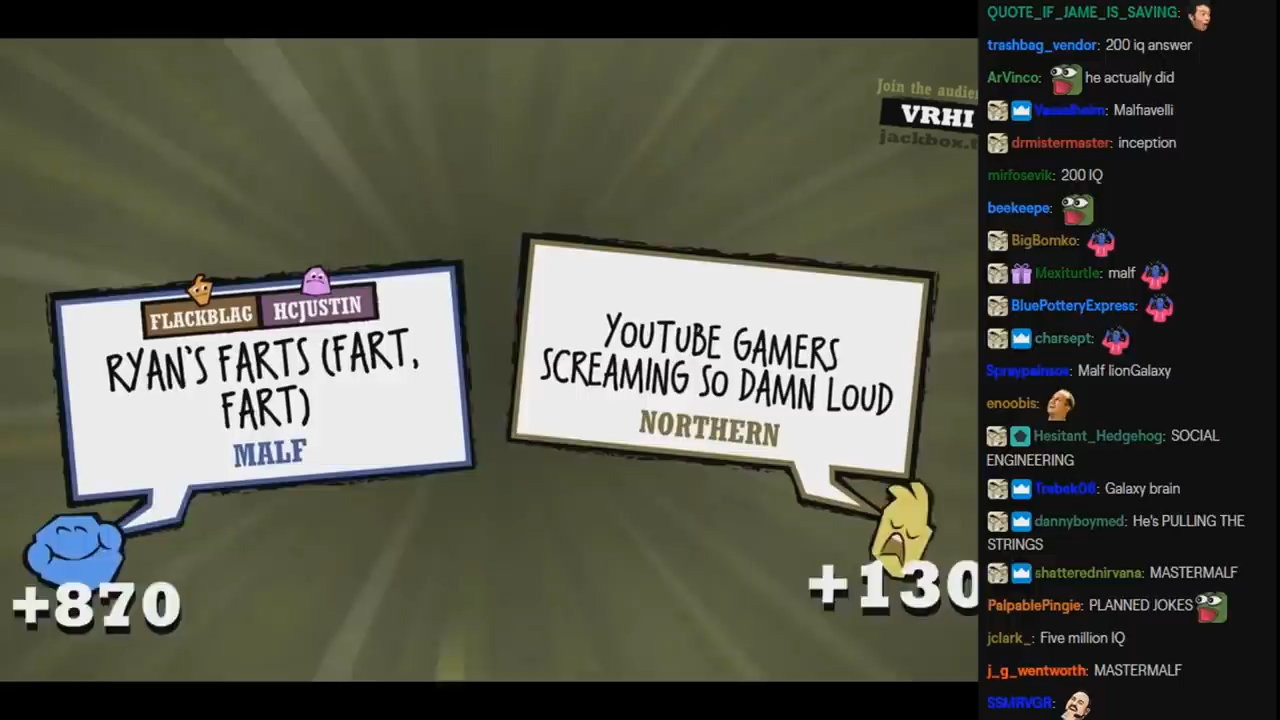 Join the audien
VRHI
jackbox.t
FLACKBLAG HCJUSTIN
RYAN'S FARTS (FART,
FART)
MALF
YOUTUBE GAMERS
SCREAMING SO DAMN LOUD
NORTHERN
+870
+130
QUOTE_IF_JAME_IS_SAVING:
trashbag_vendor: 200 iq answer
ArVinco: he actually did
Vasselheim: Malfiavelli
drmistermaster: inception
mirfosevik: 200 IQ
beekeepe:
BigBomko:
Mexiturtle: malf
BluePotteryExpress:
charsept:
Malf lionGalaxy
enoobis:
Hesitant_Hedgehog: SOCIAL
ENGINEERING
Trebek06: Galaxy brain
dannyboymed: He's PULLING THE
STRINGS
shatterednirvana: MASTERMALF
PalpablePingie: PLANNED JOKES
jclark_: Five million IQ
j_g_wentworth: MASTERMALF
SSMRVGR: